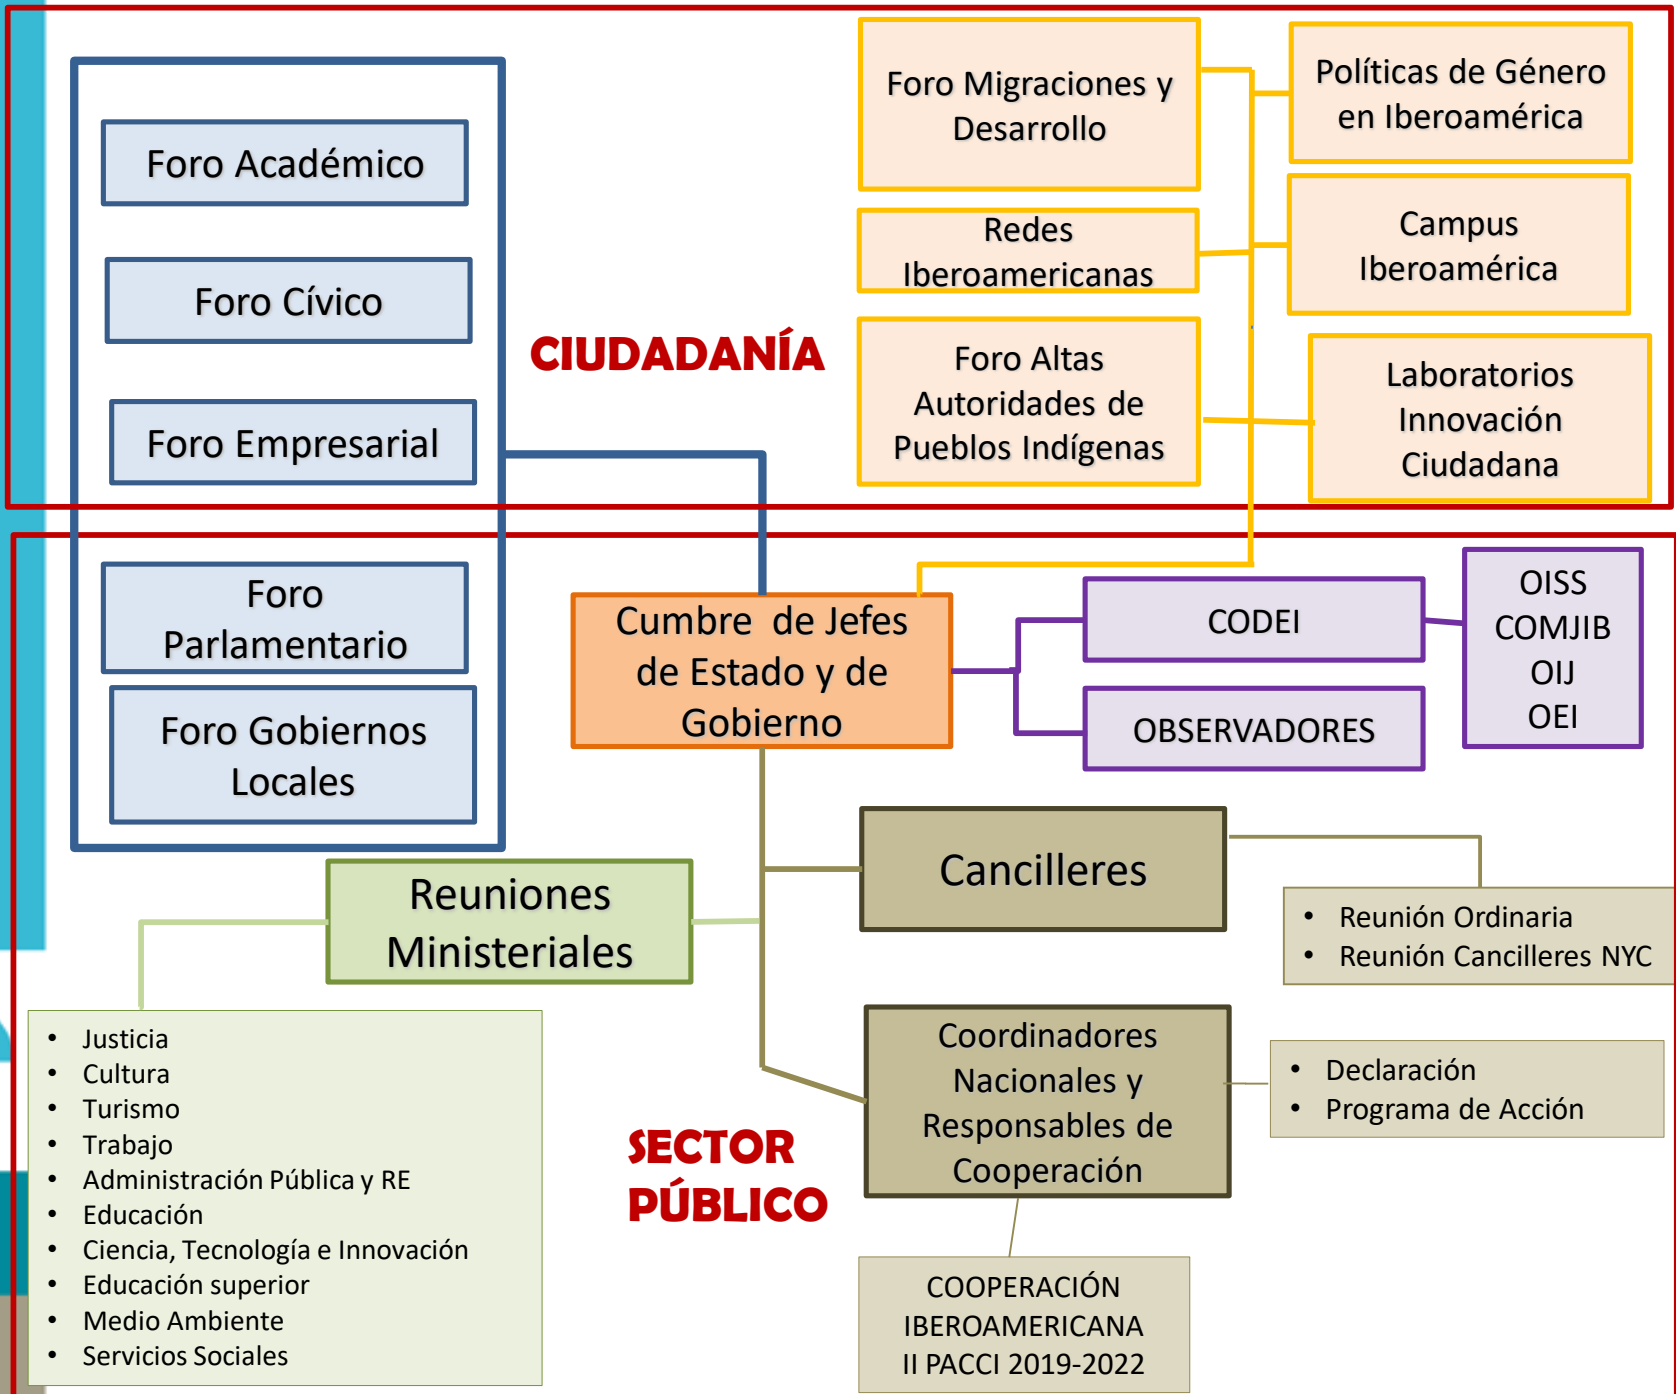 Foro Académico
Foro Cívico
Foro Empresarial
CIUDADANÍA
Foro Migraciones y
Desarrollo
Políticas de Género
en Iberoamérica
Redes
Iberoamericanas
Campus
Iberoamérica
Foro Altas
Autoridades de
Pueblos Indígenas
Laboratorios
Innovación
Ciudadana
Foro
Parlamentario
Foro Gobiernos
Locales
Cumbre de Jefes
de Estado y de
Gobierno
CODEI
OBSERVADORES
OISS
COMJIB
OIJ
OEI
Reuniones
Ministeriales
Cancilleres
• Reunión Ordinaria
• Reunión Cancilleres NYC
• Justicia
• Cultura
• Turismo
• Trabajo
• Administración Pública y RE
• Educación
• Ciencia, Tecnología e Innovación
• Educación superior
• Medio Ambiente
• Servicios Sociales
SECTOR
PÚBLICO
Coordinadores
Nacionales y
Responsables de
Cooperación
• Declaración
• Programa de Acción
COOPERACIÓN
IBEROAMERICANA
II PACCI 2019-2022